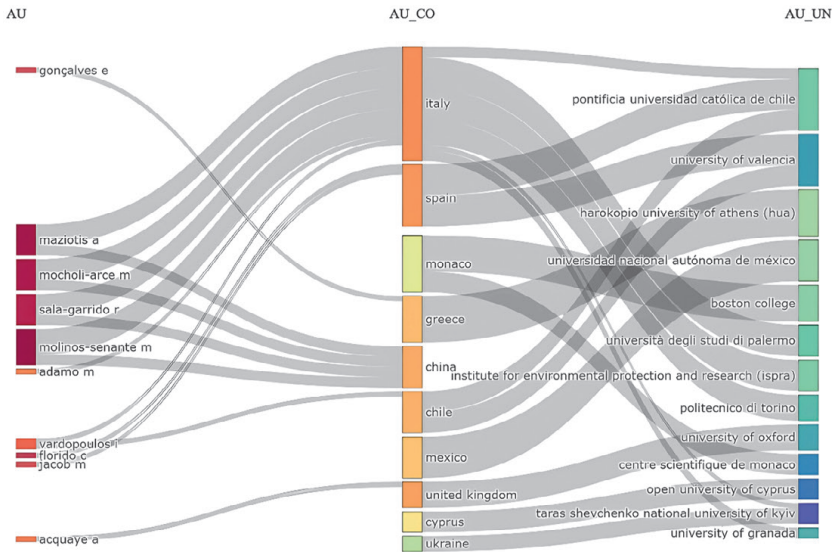 AU
AU_CO
AU_UN
gonçalves e
maziotis a
mocholi-arce m
sala-garrido r
molinos-senante m
adamo m
vardopoulos i
florido c
jacob m
acquaye a
italy
spain
monaco
greece
china
chile
mexico
united kingdom
cyprus
ukraine
pontificia universidad católica de chile
university of valencia
harokopio university of athens (hua)
universidad nacional autónoma de méxico
boston college
università degli studi di palermo
institute for environmental protection and research (ispra)
politecnico di torino
university of oxford
centre scientifique de monaco
open university of cyprus
taras shevchenko national university of kyiv
university of granada